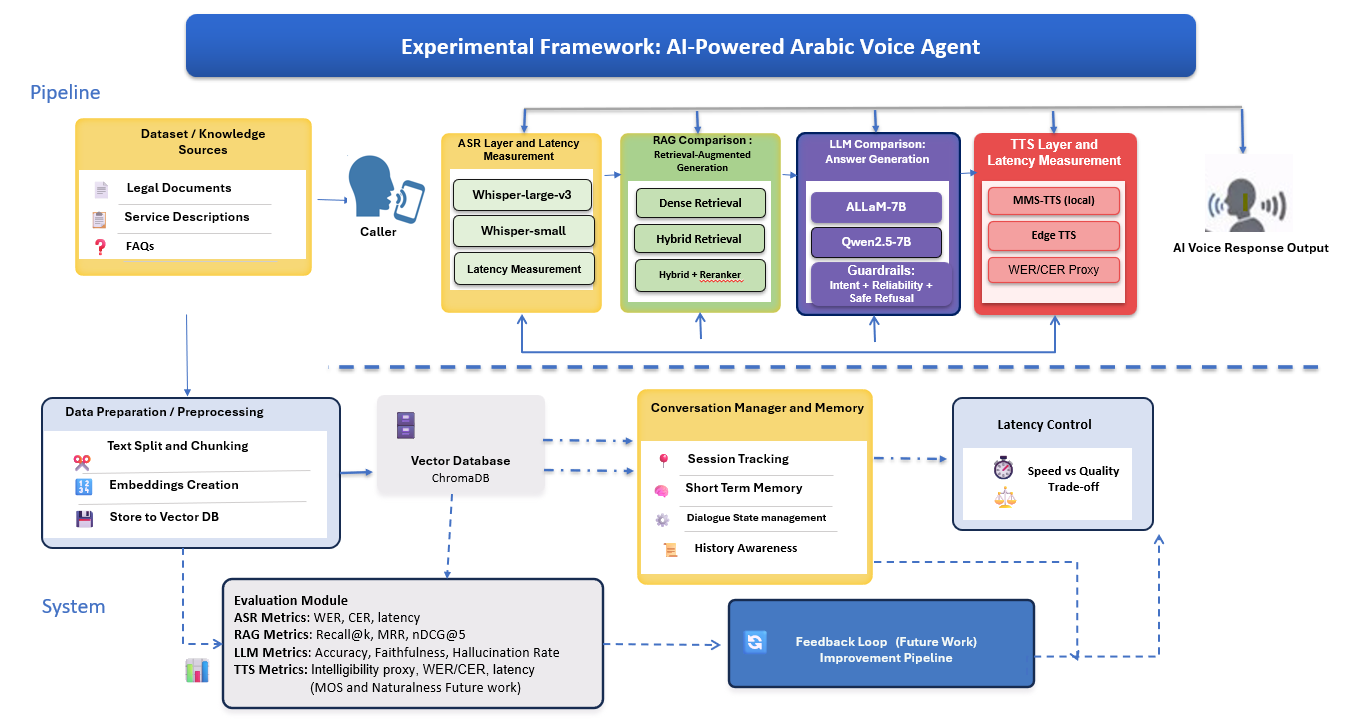 Experimental Framework: AI-Powered Arabic Voice Agent
Pipeline
Dataset / Knowledge
Sources
Legal Documents
Service Descriptions
FAQs
Caller
ASR Layer and Latency
Measurement
Whisper-large-v3
Whisper-small
Latency Measurement
RAG Comparison :
Retrieval-Augmented
Generation
Dense Retrieval
Hybrid Retrieval
Hybrid + Reranker
LLM Comparison:
Answer Generation
ALLaM-7B
Qwen2.5-7B
Guardrails:
Intent + Reliability +
Safe Refusal
TTS Layer and
Latency Measurement
MMS-TTS (local)
Edge TTS
WER/CER Proxy
AI Voice Response Output
Data Preparation / Preprocessing
Text Split and Chunking
Embeddings Creation
Store to Vector DB
Vector Database
ChromaDB
Conversation Manager and Memory
Session Tracking
Short Term Memory
Dialogue State management
History Awareness
Latency Control
Speed vs Quality
Trade-off
System
Evaluation Module
ASR Metrics: WER, CER, latency
RAG Metrics: Recall@k, MRR, nDCG@5
LLM Metrics: Accuracy, Faithfulness, Hallucination Rate
TTS Metrics: Intelligibility proxy, WER/CER, latency
(MOS and Naturalness Future work)
Feedback Loop (Future Work)
Improvement Pipeline